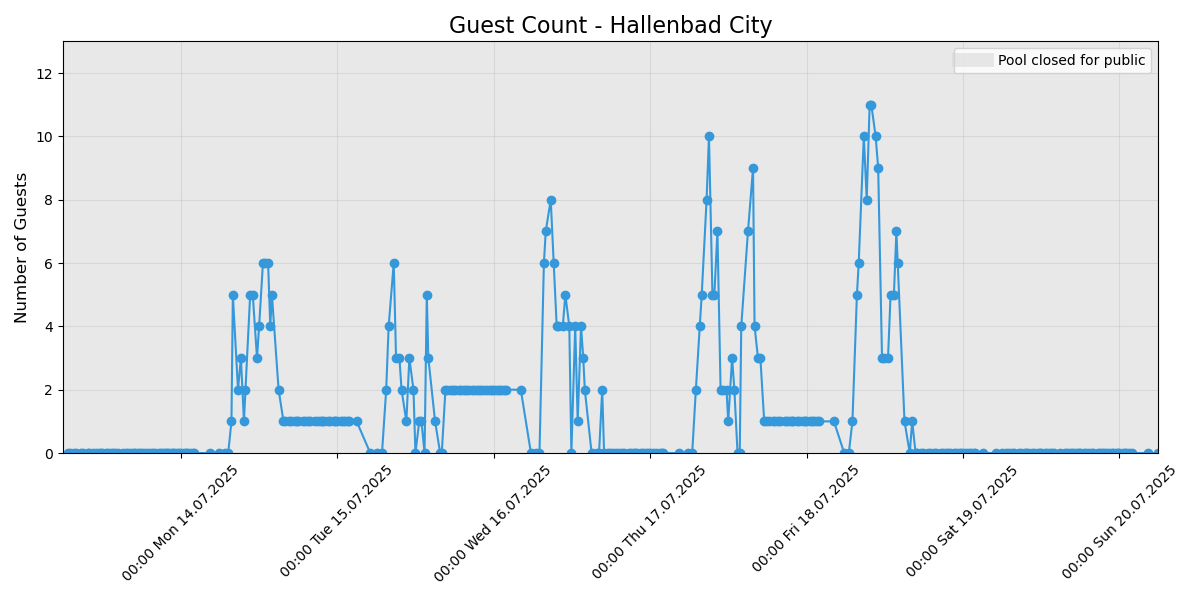 Guest Count - Hallenbad City
Pool closed for public
Number of Guests
12
10
8
6
4
2
0
00:00 Mon 14.07.2025
00:00 Tue 15.07.2025
00:00 Wed 16.07.2025
00:00 Thu 17.07.2025
00:00 Fri 18.07.2025
00:00 Sat 19.07.2025
00:00 Sun 20.07.2025